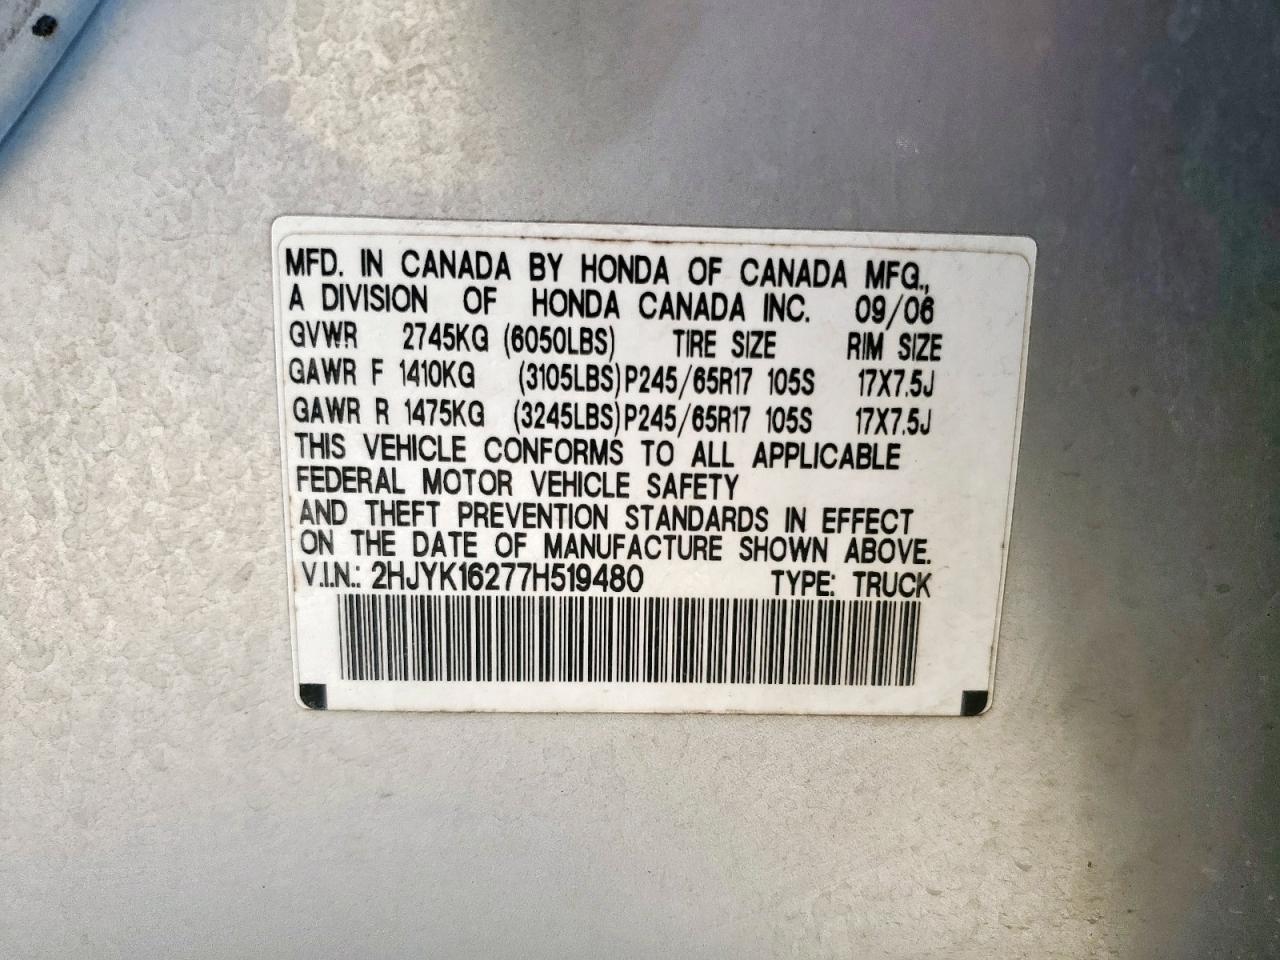 MFD. IN CANADA BY HONDA OF CANADA MFG.,
A DIVISION OF HONDA CANADA INC. 09/06
GVWR 2745KG (6050LBS) TIRE SIZE RIM SIZE
GAWR F 1410KG (3105LBS) P245/65R17 105S 17X7.5J
GAWR R 1475KG (3245LBS) P245/65R17 105S 17X7.5J
THIS VEHICLE CONFORMS TO ALL APPLICABLE
FEDERAL MOTOR VEHICLE SAFETY
AND THEFT PREVENTION STANDARDS IN EFFECT
ON THE DATE OF MANUFACTURE SHOWN ABOVE.
V.I.N.: 2HJYK16277H519480 TYPE: TRUCK